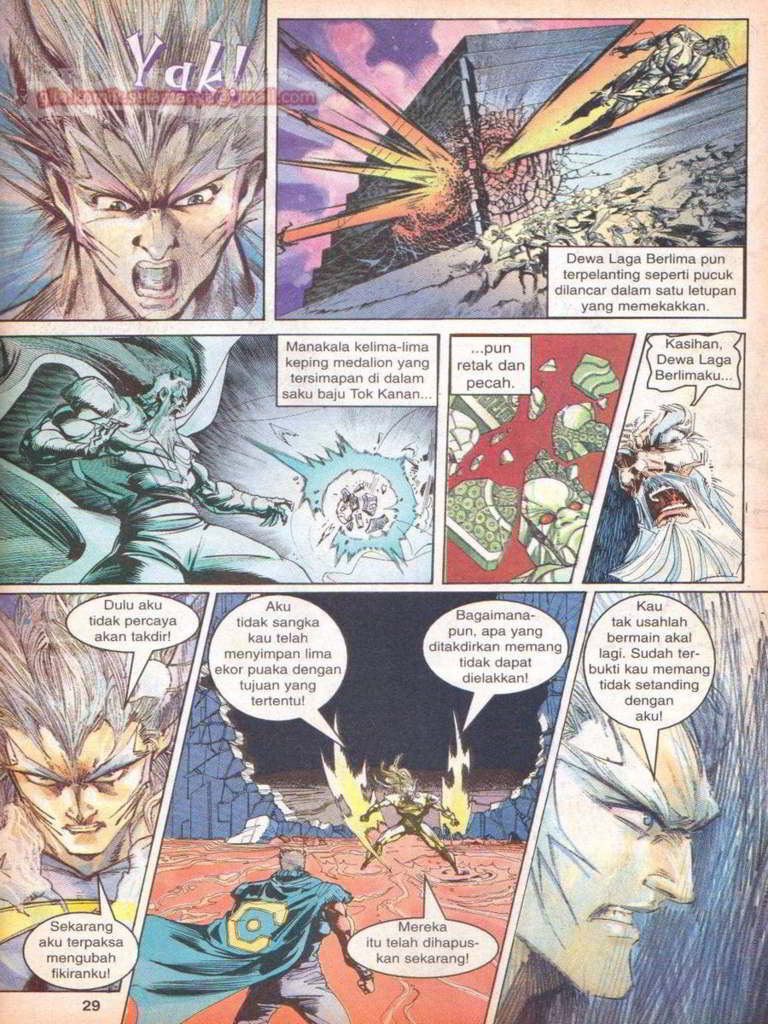 Yak!
Dewa Laga Berlima pun
terpelanting seperti pucuk
dilancar dalam satu letupan
yang memekakkan.
Manakala kelima-lima
keping medalion yang
tersimapan di dalam
saku baju Tok Kanan...
...pun
retak dan
pecah.
Kasihan,
Dewa Laga
Berlimaku...
Dulu aku
tidak percaya
akan takdir!
Sekarang
aku terpaksa
mengubah
fikiranku!
Aku
tidak sangka
kau telah
menyimpan lima
ekor puaka dengan
tujuan yang
tertentu!
Bagaimana-
pun, apa yang
ditakdirkan memang
tidak dapat
dielakkan!
Mereka
itu telah dihapus-
kan sekarang!
Kau
tak usahlah
bermain akal
lagi. Sudah ter-
bukti kau memang
tidak setanding
dengan
aku!
29